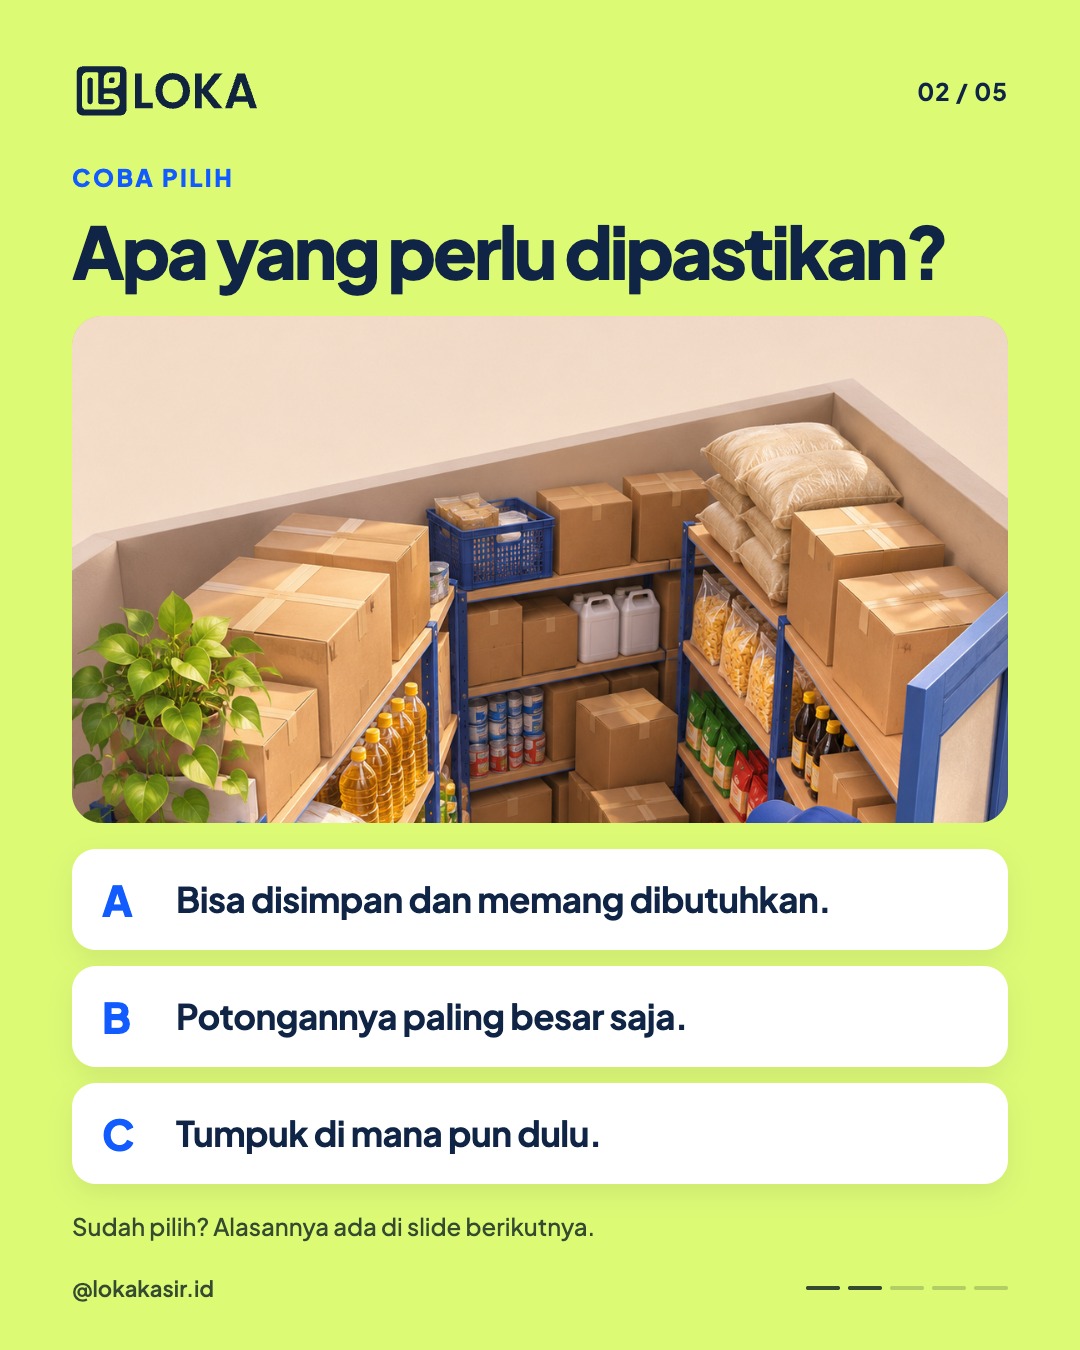 LOKA
02 / 05
COBA PILIH
Apa yang perlu dipastikan?
A Bisa disimpan dan memang dibutuhkan.
B Potongannya paling besar saja.
C Tumpuk di mana pun dulu.
Sudah pilih? Alasannya ada di slide berikutnya.
@lokakasir.id